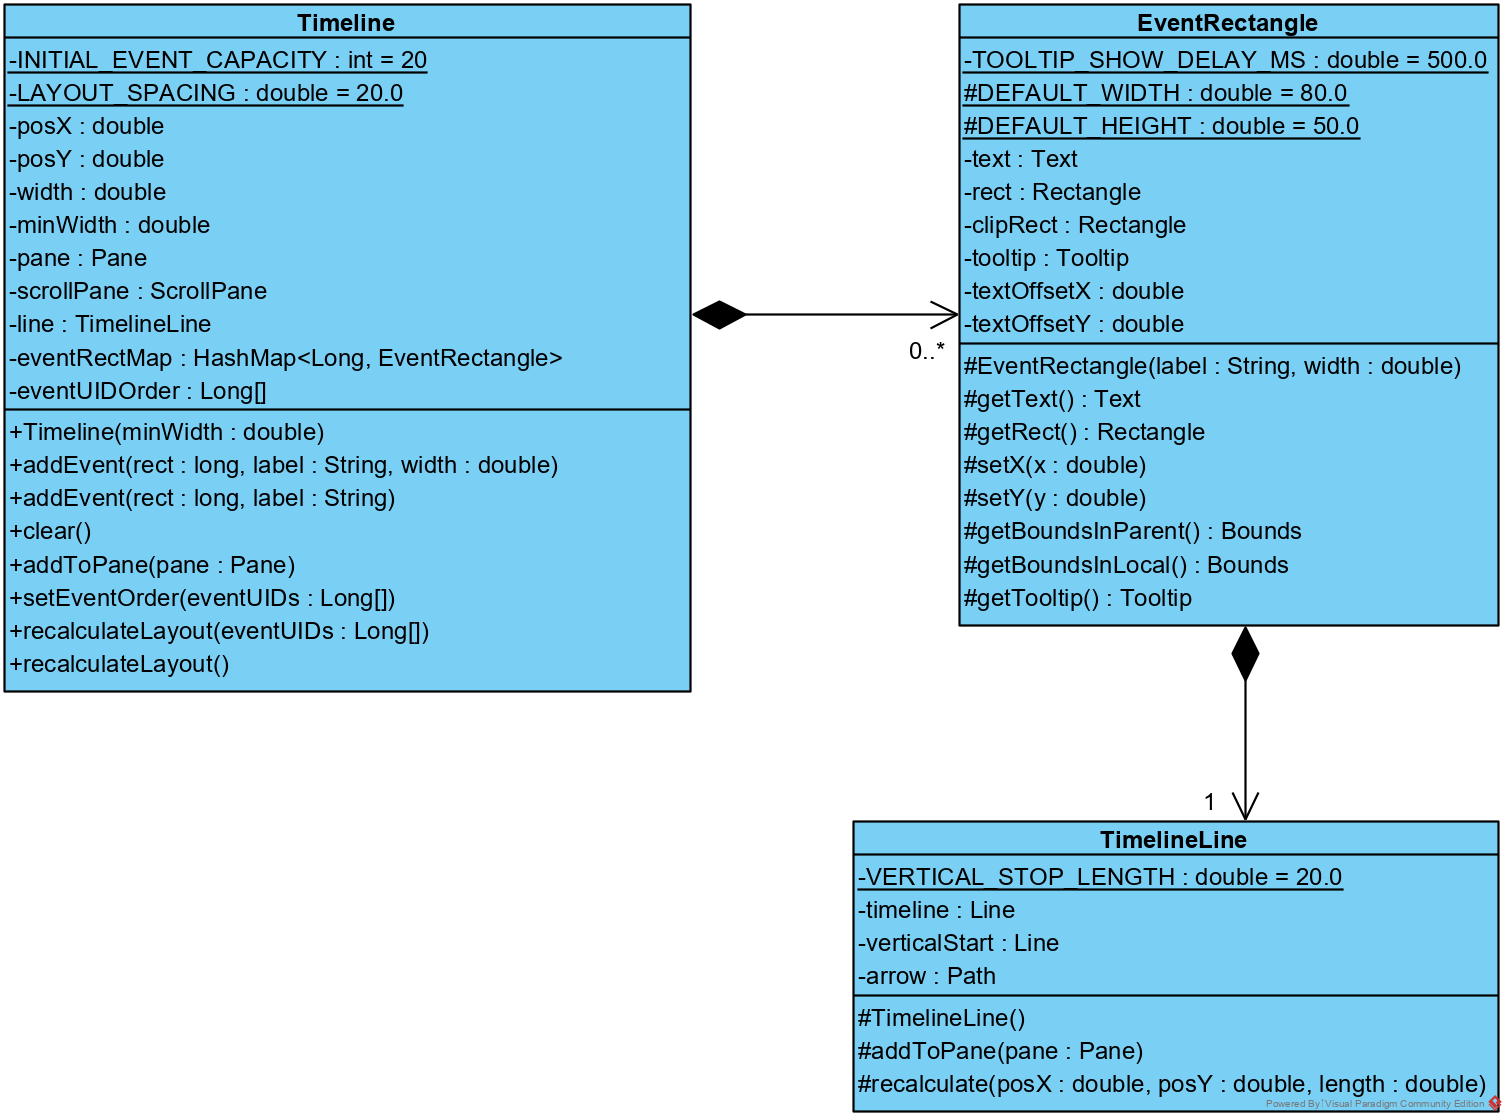 Timeline
-INITIAL_EVENT_CAPACITY : int = 20
-LAYOUT_SPACING : double = 20.0
-posX : double
-posY : double
-width : double
-minWidth : double
-pane : Pane
-scrollPane : ScrollPane
-line : TimelineLine
-eventRectMap : HashMap<Long, EventRectangle>
-eventUIDOrder : Long[]
+Timeline(minWidth : double)
+addEvent(rect : long, label : String, width : double)
+addEvent(rect : long, label : String)
+clear()
+addToPane(pane : Pane)
+setEventOrder(eventUIDs : Long[])
+recalculateLayout(eventUIDs : Long[])
+recalculateLayout()
0..*
EventRectangle
-TOOLTIP_SHOW_DELAY_MS : double = 500.0
#DEFAULT_WIDTH : double = 80.0
#DEFAULT_HEIGHT : double = 50.0
-text : Text
-rect : Rectangle
-clipRect : Rectangle
-tooltip : Tooltip
-textOffsetX : double
-textOffsetY : double
#EventRectangle(label : String, width : double)
#getText() : Text
#getRect() : Rectangle
#setX(x : double)
#setY(y : double)
#getBoundsInParent() : Bounds
#getBoundsInLocal() : Bounds
#getTooltip() : Tooltip
1
TimelineLine
-VERTICAL_STOP_LENGTH : double = 20.0
-timeline : Line
-verticalStart : Line
-arrow : Path
#TimelineLine()
#addToPane(pane : Pane)
#recalculate(posX : double, posY : double, length : double)
Powered By Visual Paradigm Community Edition